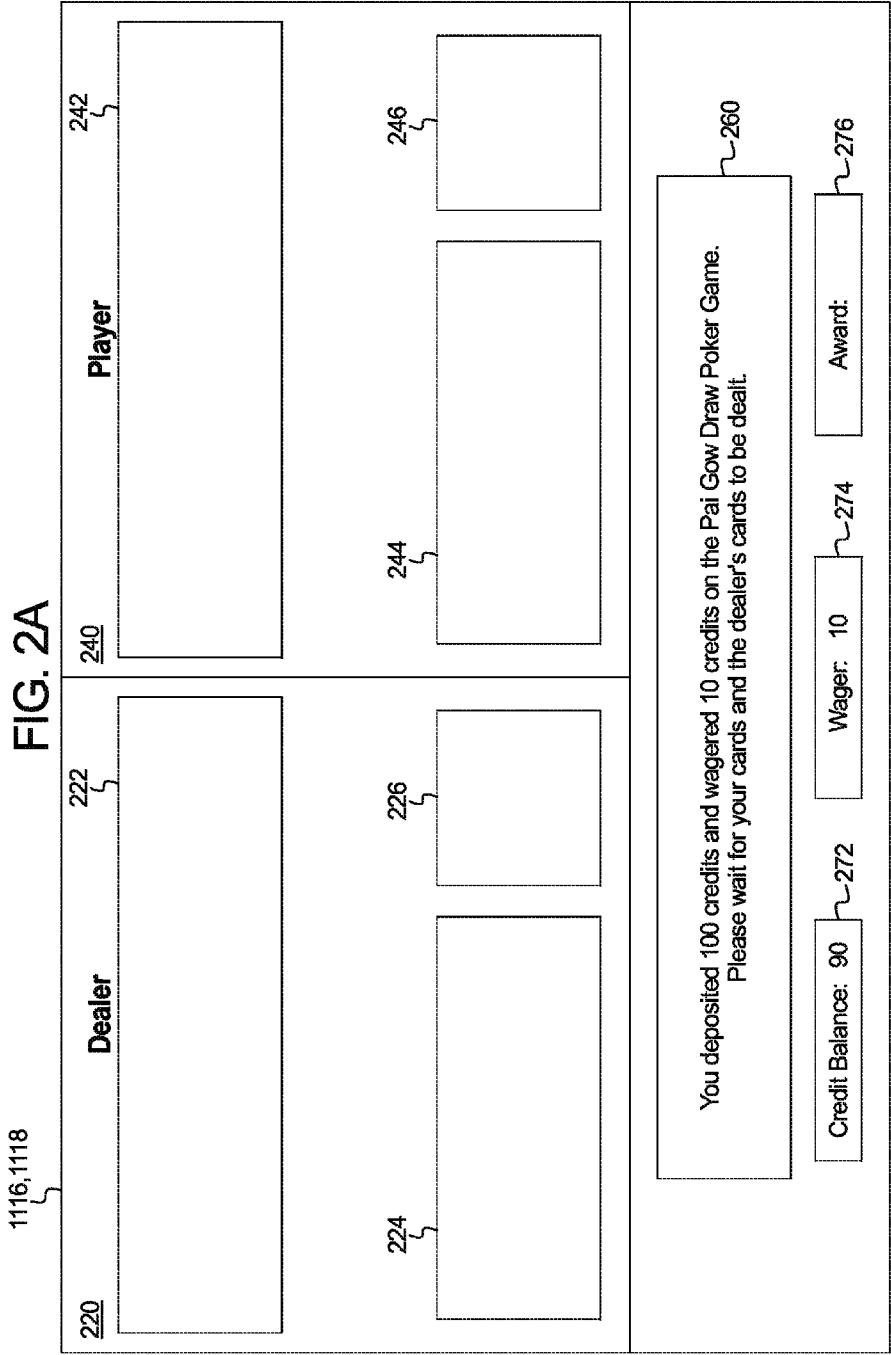 FIG. 2A
1116,1118
220
Dealer
222
240
Player
242
224
226
244
246
You deposited 100 credits and wagered 10 credits on the Pai Gow Draw Poker Game.
Please wait for your cards and the dealer's cards to be dealt.
260
Credit Balance: 90
272
Wager: 10
274
Award:
276